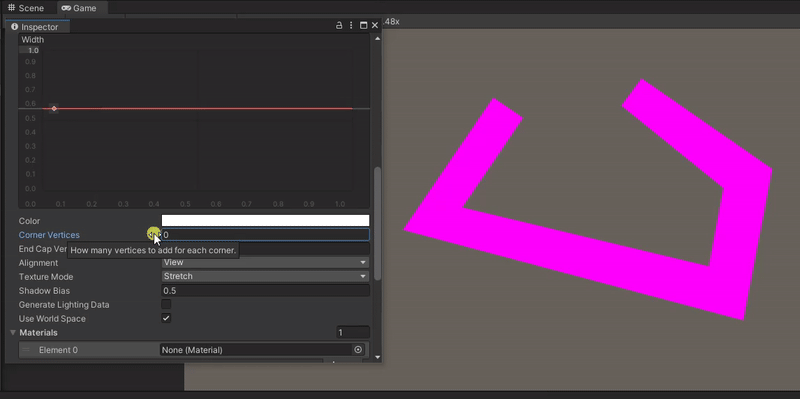 Scene Game
Inspector
.48x
Width
1.0
0.9
0.8
0.7
0.6
0.5
0.4
0.3
0.2
0.1
0.0
0.0 0.1 0.2 0.3 0.4 0.5 0.6 0.7 0.8 0.9 1.0
Color
Corner Vertices 0
End Cap Ver
How many vertices to add for each corner.
Alignment View
Texture Mode Stretch
Shadow Bias 0.5
Generate Lighting Data
Use World Space
Materials 1
Element 0 None (Material)